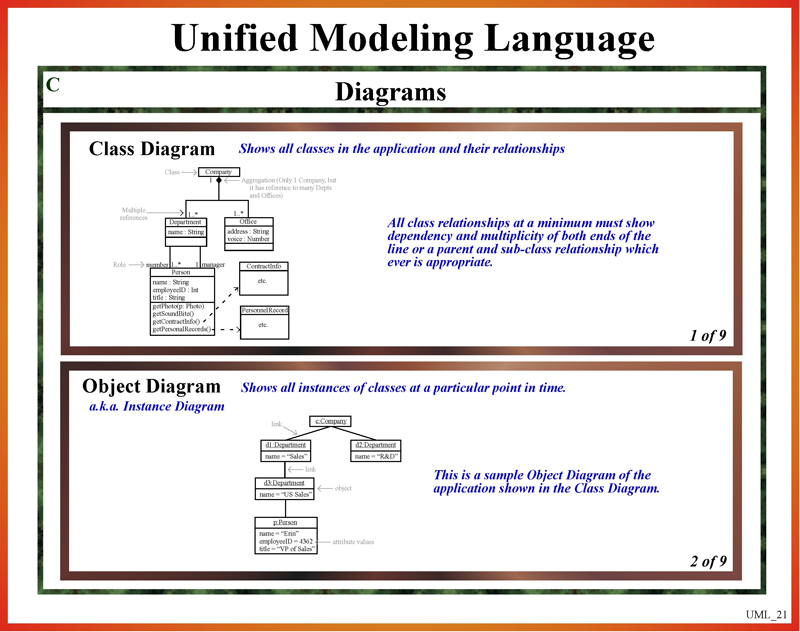 Unified Modeling Language
C
Diagrams
Class Diagram
Shows all classes in the application and their relationships
Class
Company
1
Aggregation (Only 1 Company, but
it has reference to many Depts
and Offices)
Multiple
references
1..*
1..*
Department
name : String
Office
address : String
voice : Number
All class relationships at a minimum must show
dependency and multiplicity of both ends of the
line or a parent and sub-class relationship which
ever is appropriate.
Role
member
1..*
1
manager
Person
name : String
employeeID : Int
title : String
getPhoto(p: Photo)
getSoundBite()
getContractInfo()
getPersonalRecords()
ContractInfo
etc.
PersonnelRecord
etc.
1 of 9
Object Diagram
Shows all instances of classes at a particular point in time.
a.k.a. Instance Diagram
link
c:Company
d1:Department
name = “Sales”
d2:Department
name = “R&D”
link
d3:Department
name = “US Sales”
object
This is a sample Object Diagram of the
application shown in the Class Diagram.
p:Person
name = “Erin”
employeeID = 4362
title = “VP of Sales”
attribute values
2 of 9
UML_21